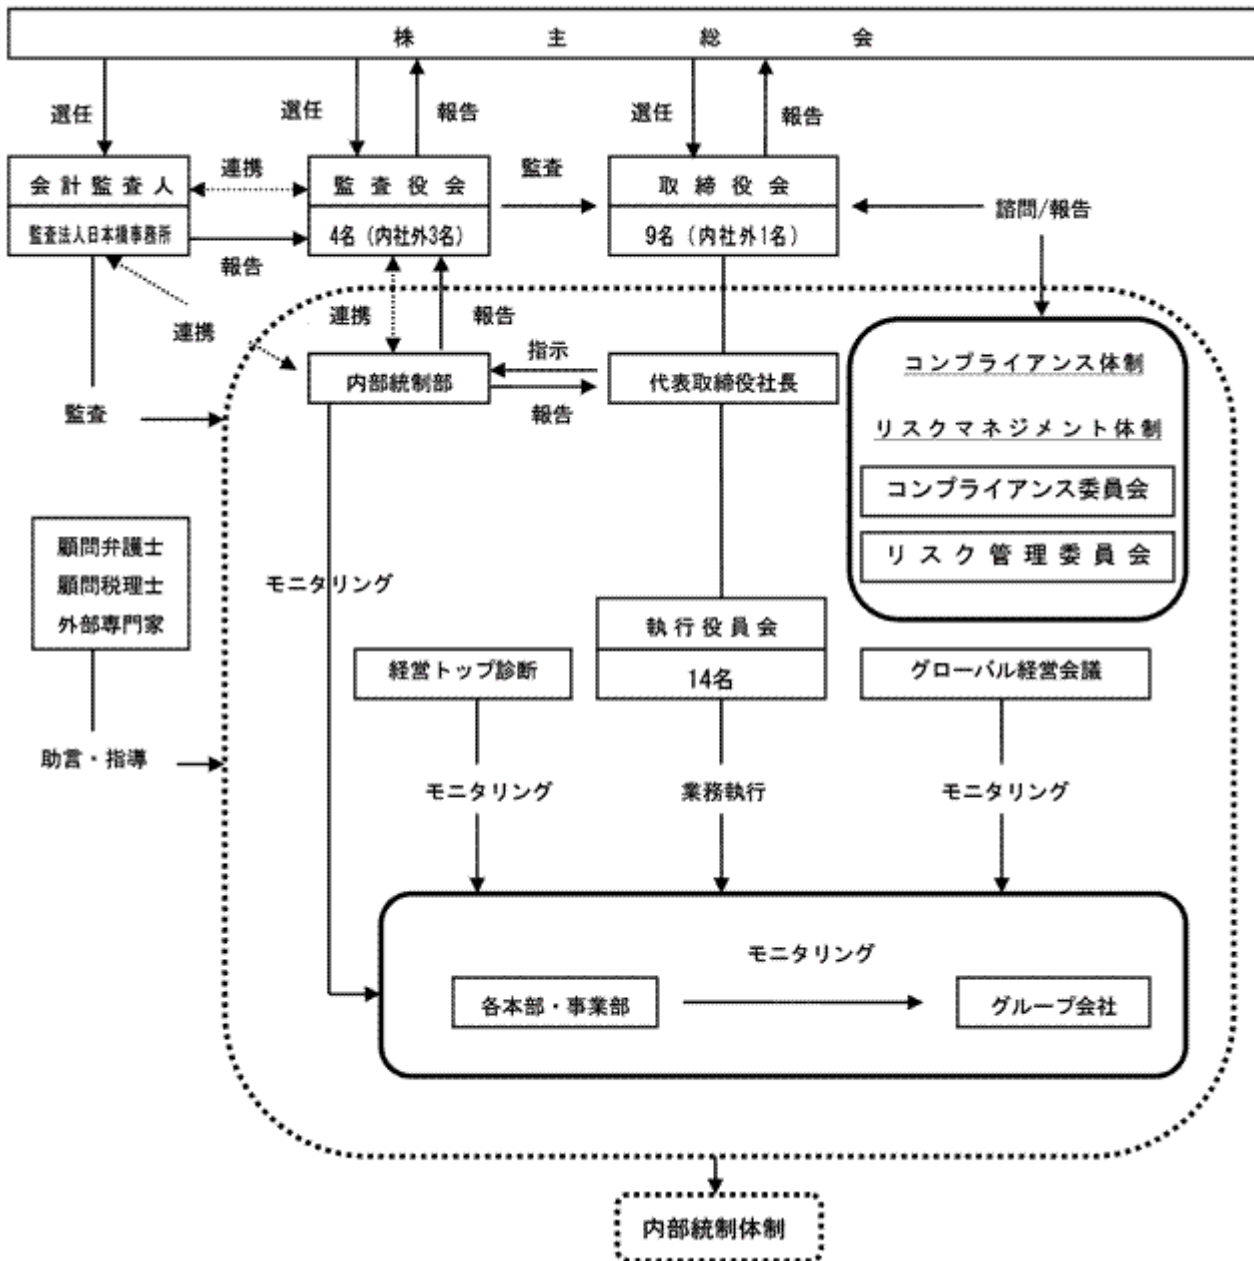 株主総会
選任
選任
報告
選任
報告
会計監査人
連携
監査役会
監査
取締役会
諮問/報告
監査法人日本橋事務所
4名（内社外3名）
9名（内社外1名）
報告
連携
連携
報告
指示
内部統制部
代表取締役社長
報告
コンプライアンス体制
リスクマネジメント体制
コンプライアンス委員会
リスク管理委員会
監査
顧問弁護士
顧問税理士
外部専門家
モニタリング
執行役員会
14名
経営トップ診断
グローバル経営会議
助言・指導
モニタリング
業務執行
モニタリング
モニタリング
各本部・事業部
グループ会社
内部統制体制